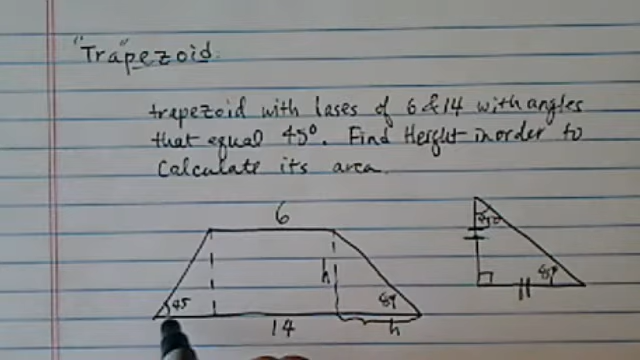 "Trapezoid"
trapezoid with bases of 6 & 14 with angles
that equal 45°. Find Height in order to
Calculate its area.
6
h
45
14
h